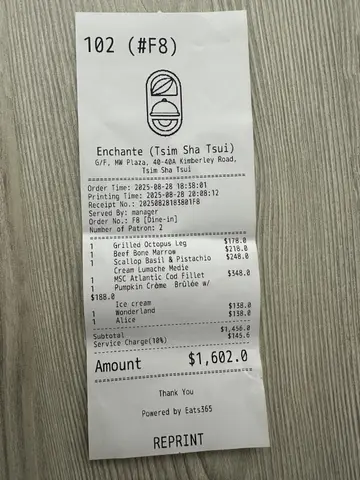 102 (#F8)
Enchante (Tsim Sha Tsui)
G/F, MW Plaza, 40-40A Kimberley Road,
Tsim Sha Tsui
Order Time: 2025-08-28 18:38:01
Printing Time: 2025-08-28 20:08:12
Receipt No.: 20250828183801F8
Served By: manager
Order No.: F8 [Dine-in]
Number of Patron: 2
1 Grilled Octopus Leg $178.0
1 Beef Bone Marrow $218.0
1 Scallop Basil & Pistachio $248.0
Cream Lumache Medie
1 MSC Atlantic Cod Fillet $348.0
1 Pumpkin Crème Brûlée w/
$188.0
Ice cream
1 Wonderland $138.0
1 Alice $138.0
Subtotal $1,456.0
Service Charge(10%) $145.6
Amount $1,602.0
Thank You
Powered by Eats365
REPRINT